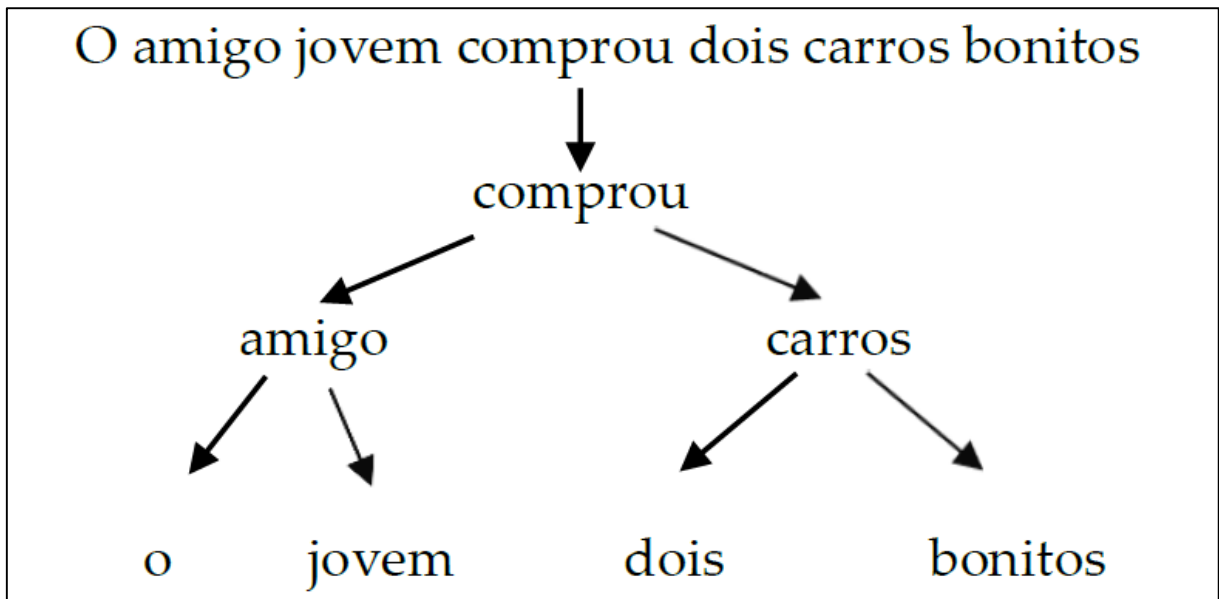 O amigo jovem comprou dois carros bonitos
comprou
amigo carros
o jovem dois bonitos